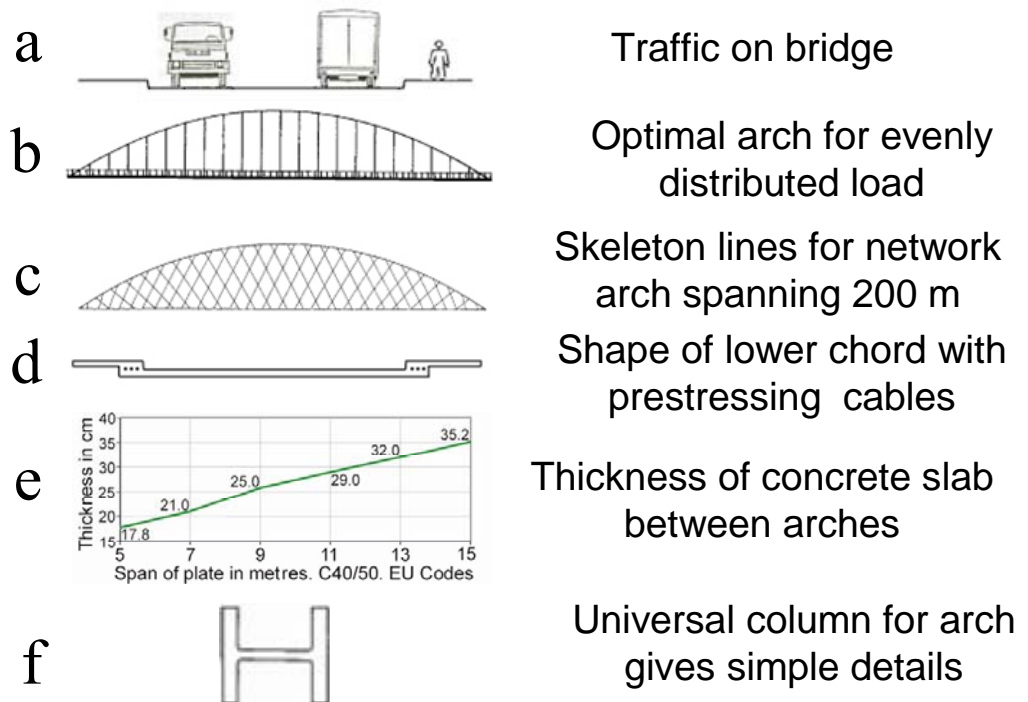 a
Traffic on bridge
b
Optimal arch for evenly
distributed load
c
Skeleton lines for network
arch spanning 200 m
d
Shape of lower chord with
prestressing cables
e
Thickness in cm
40
35
30
25
20
15
17.8
21.0
25.0
29.0
32.0
35.2
5 7 9 11 13 15
Span of plate in metres. C40/50. EU Codes
Thickness of concrete slab
between arches
f
Universal column for arch
gives simple details